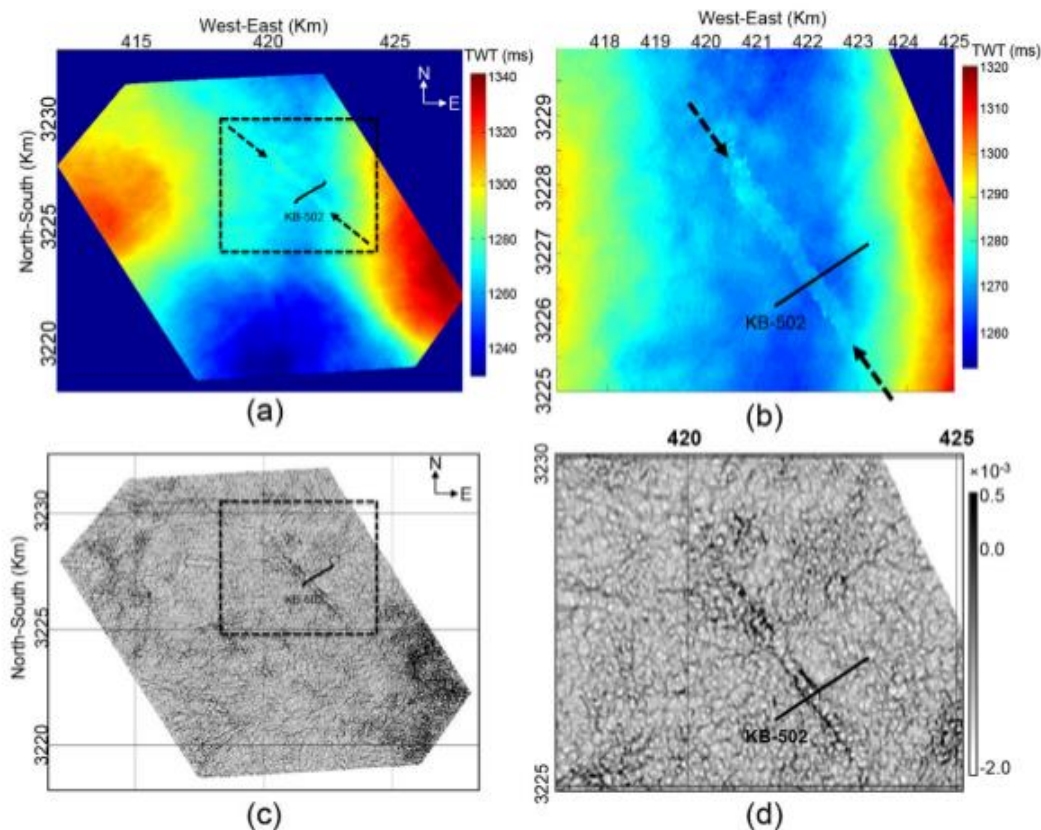 West-East (Km)
415 420 425
TWT (ms)
N
E
1340
1320
1300
1280
1260
1240
North-South (Km)
3230
3225
3220
KB-502
(a)
West-East (Km)
418 419 420 421 422 423 424 425
TWT (ms)
1320
1310
1300
1290
1280
1270
1260
3229
3228
3227
3226
3225
KB-502
(b)
N
E
North-South (Km)
3230
3225
3220
KB-502
(c)
420 425
3230
3225
×10⁻³
0.5
0.0
-2.0
KB-502
(d)